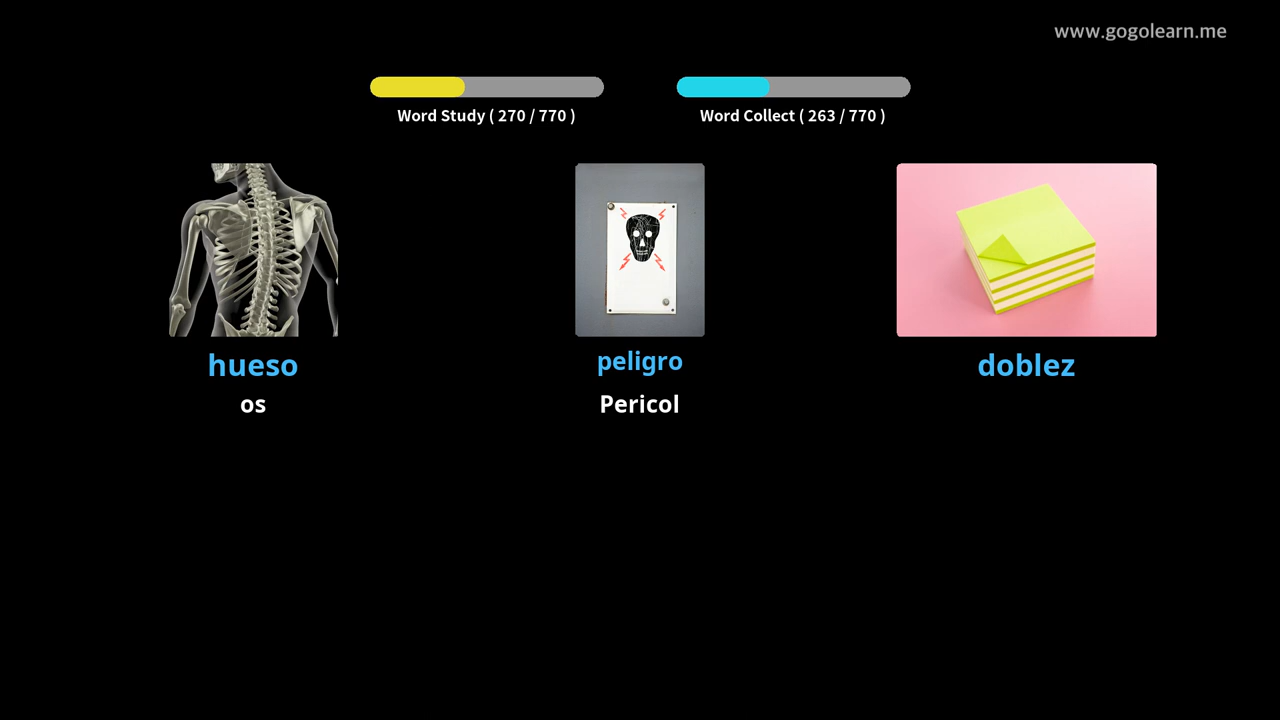 www.gogolearn.me
Word Study ( 270 / 770 )
Word Collect ( 263 / 770 )
hueso
peligro
doblez
os
Pericol